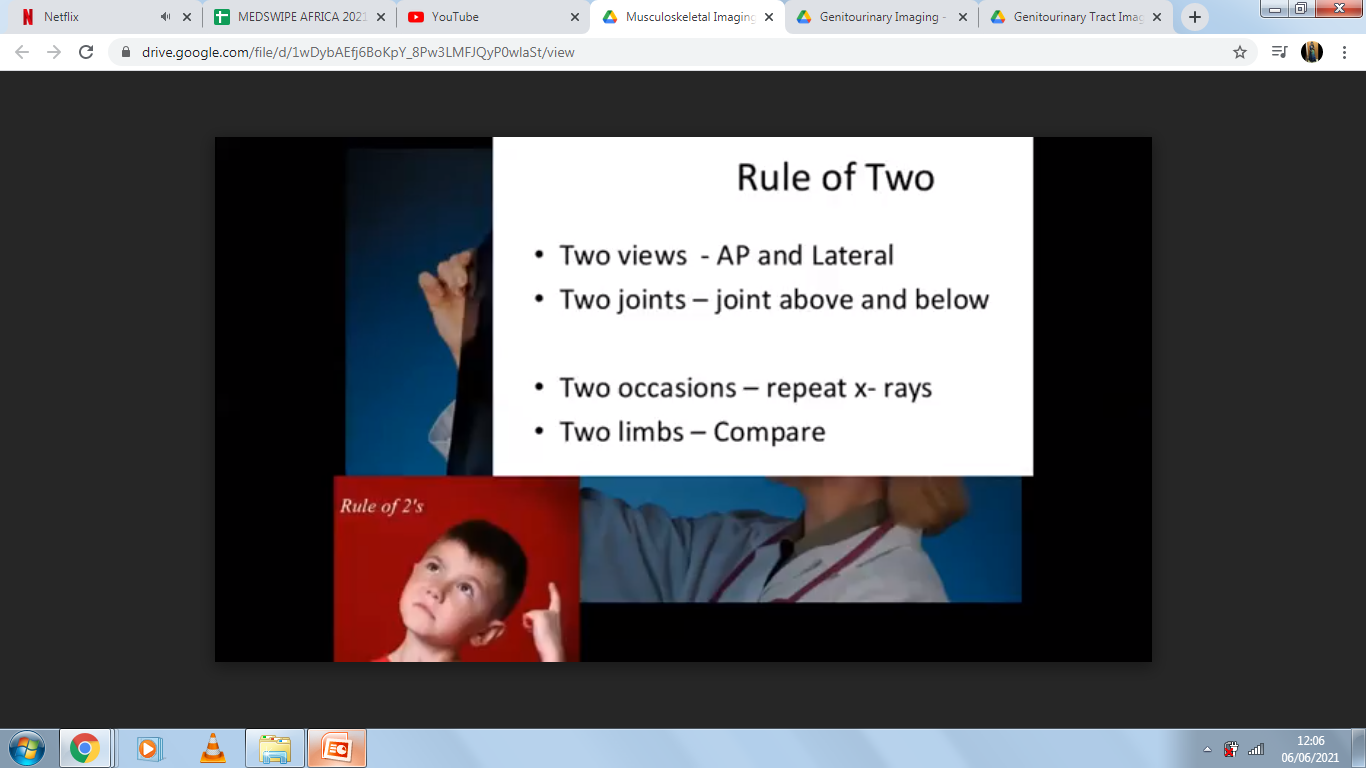 Netflix
MEDSWIPE AFRICA 2021
YouTube
Musculoskeletal Imaging
Genitourinary Imaging -
Genitourinary Tract Imag
drive.google.com/file/d/1wDybAEfj6BoKpY_8Pw3LMFJQyP0wlaSt/view
Rule of Two
• Two views - AP and Lateral
• Two joints – joint above and below
• Two occasions – repeat x- rays
• Two limbs – Compare
Rule of 2's
12:06
06/06/2021